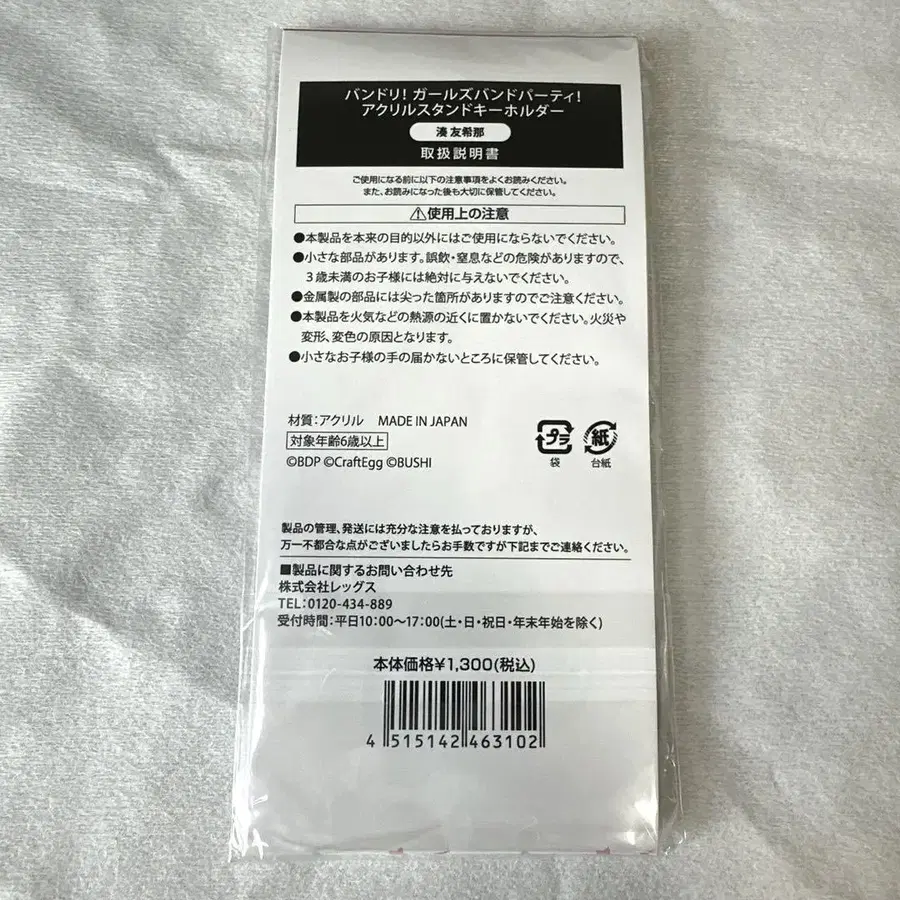 バンドリ! ガールズバンドパーティ!
アクリルスタンドキーホルダー
湊 友希那
取扱説明書
ご使用になる前に以下の注意事項をよくお読みください。
また、お読みになった後も大切に保管してください。
⚠使用上の注意
●本製品を本来の目的以外にはご使用にならないでください。
●小さな部品があります。誤飲・窒息などの危険がありますので、
３歳未満のお子様には絶対に与えないでください。
●金属製の部品には尖った箇所がありますのでご注意ください。
●本製品を火気などの熱源の近くに置かないでください。火災や
変形、変色の原因となります。
●小さなお子様の手の届かないところに保管してください。
材質：アクリル MADE IN JAPAN
対象年齢6歳以上
©BDP ©CraftEgg ©BUSHI
プラ
袋
紙
台紙
製品の管理、発送には充分な注意を払っておりますが、
万一不都合な点がございましたらお手数ですが下記までご連絡ください。
■製品に関するお問い合わせ先
株式会社レッグス
TEL：0120-434-889
受付時間：平日10：00～17：00(土・日・祝日・年末年始を除く)
本体価格¥1,300(税込)
4 515142 463102